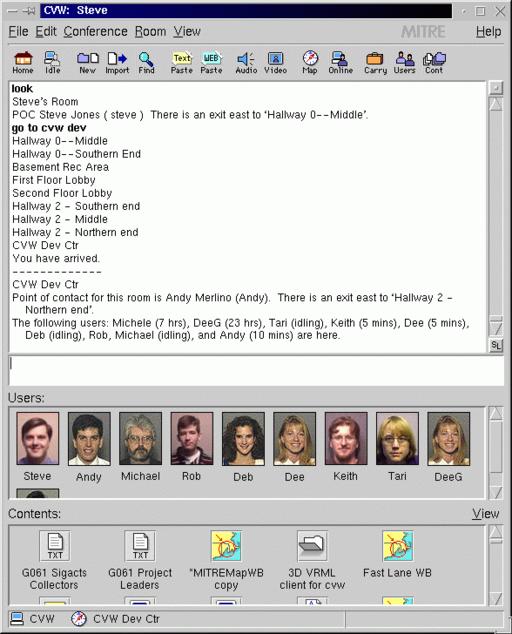 CVW: Steve
File Edit Conference Room View MITRE Help
Home Idle New Import Find Text Paste WEB Paste Audio Video Map Online Carry Users Cont
look
Steve's Room
POC Steve Jones ( steve )  There is an exit east to 'Hallway 0--Middle'.
go to cvw dev
Hallway 0--Middle
Hallway 0--Southern End
Basement Rec Area
First Floor Lobby
Second Floor Lobby
Hallway 2 - Southern end
Hallway 2 - Middle
Hallway 2 - Northern end
CVW Dev Ctr
You have arrived.
-------------
CVW Dev Ctr
Point of contact for this room is Andy Merlino (Andy).  There is an exit east to 'Hallway 2 -
Northern end'.
The following users: Michele (7 hrs), DeeG (23 hrs), Tari (idling), Keith (5 mins), Dee (5 mins),
Deb (idling), Rob, Michael (idling), and Andy (10 mins) are here.
SL
Users:
Steve Andy Michael Rob Deb Dee Keith Tari DeeG
Contents: View
TXT TXT
G061 Sigacts G061 Project *MITREMapWB 3D VRML Fast Lane WB
Collectors Leaders copy client for cvw
CVW CVW Dev Ctr